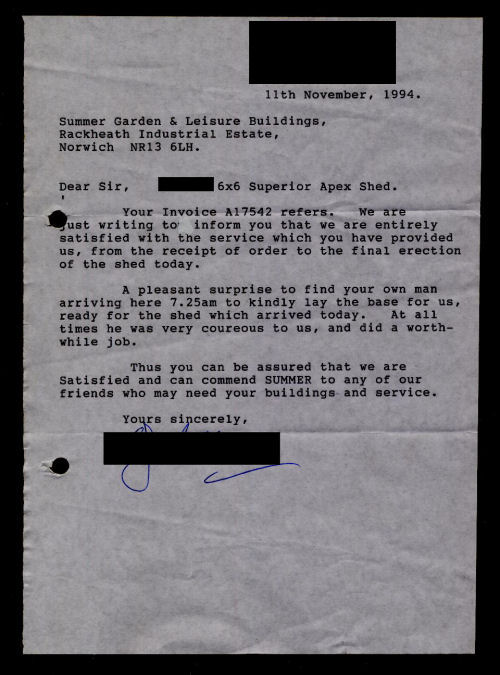 11th November, 1994.
Summer Garden & Leisure Buildings,
Rackheath Industrial Estate,
Norwich NR13 6LH.
Dear Sir, 6x6 Superior Apex Shed.
Your Invoice A17542 refers. We are
just writing to inform you that we are entirely
satisfied with the service which you have provided
us, from the receipt of order to the final erection
of the shed today.
A pleasant surprise to find your own man
arriving here 7.25am to kindly lay the base for us,
ready for the shed which arrived today. At all
times he was very coureous to us, and did a worth-
while job.
Thus you can be assured that we are
Satisfied and can commend SUMMER to any of our
friends who may need your buildings and service.
Yours sincerely,